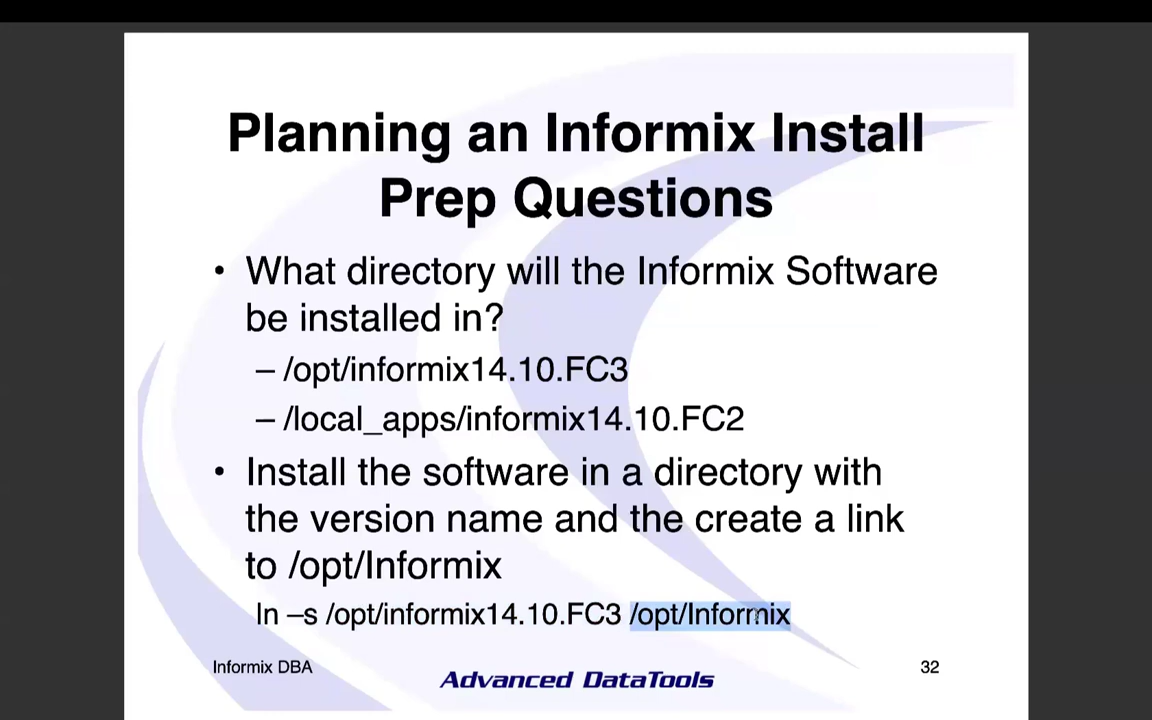 Planning an Informix Install
Prep Questions
• What directory will the Informix Software
be installed in?
– /opt/informix14.10.FC3
– /local_apps/informix14.10.FC2
• Install the software in a directory with
the version name and the create a link
to /opt/Informix
ln –s /opt/informix14.10.FC3 /opt/Informix
Informix DBA
Advanced DataTools
32